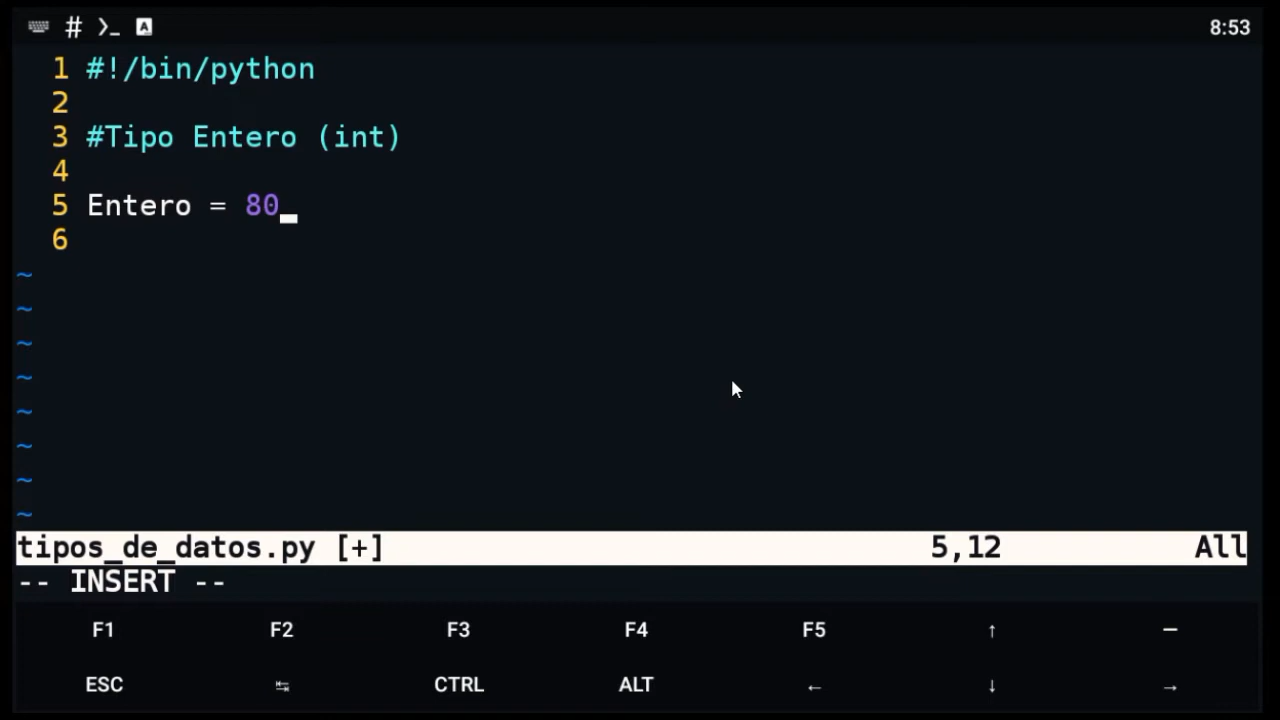 # >_ A 8:53
1 #!/bin/python
2
3 #Tipo Entero (int)
4
5 Entero = 80
6
~
~
~
~
~
~
~
~
tipos_de_datos.py [+] 5,12 All
-- INSERT --
F1 F2 F3 F4 F5 ↑ —
ESC ↹ CTRL ALT ← ↓ →